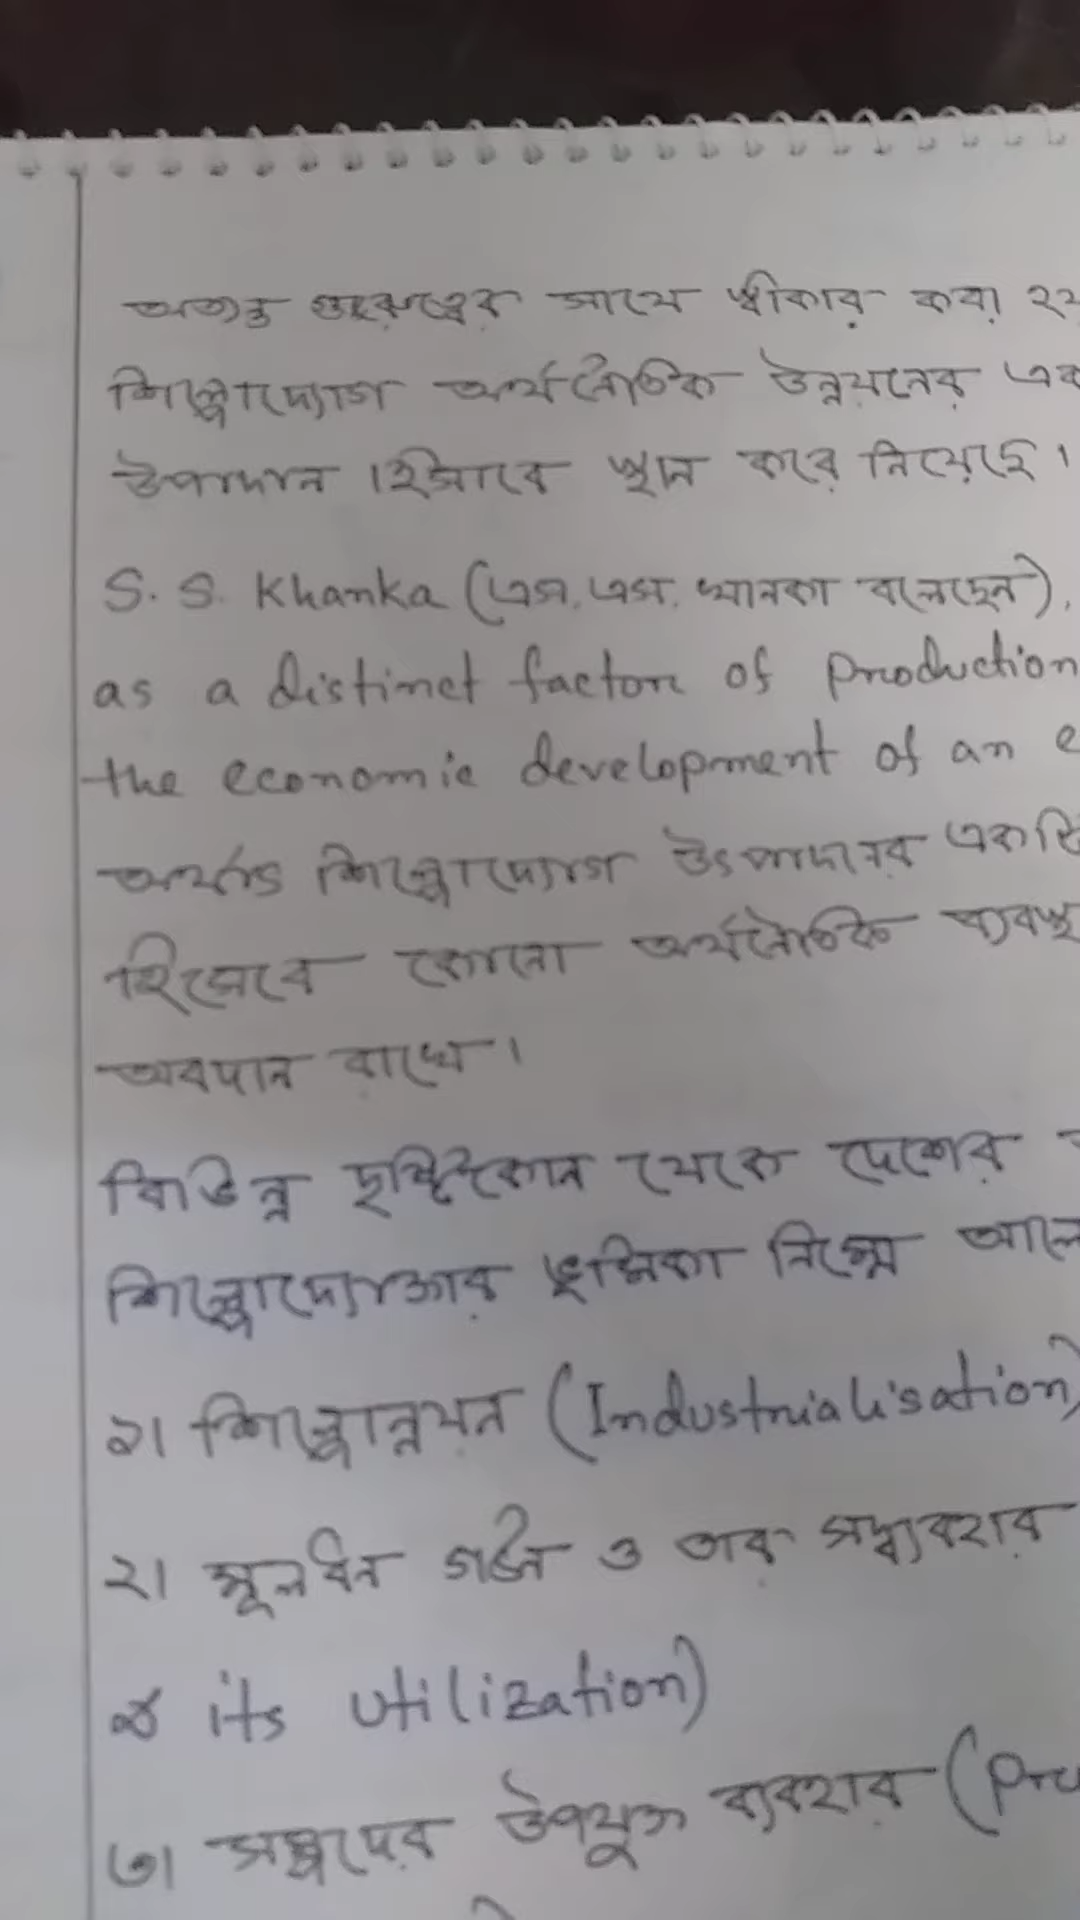 অত্যন্ত গুরুত্বের সাথে স্বীকার করা হয়
শিল্পোদ্যোগ অর্থনৈতিক উন্নয়নের এক
উপাদান হিসাবে স্থান করে নিয়েছে।
S. S. Khanka (এস. এস. খানকা বলেছেন),
as a distinct factor of production
the economic development of an e
অর্থাৎ শিল্পোদ্যোগ উৎপাদনের একটি
হিসেবে কোনো অর্থনৈতিক ব্যবস্থ
অবদান রাখে।
বিভিন্ন দৃষ্টিকোন থেকে দেশের
শিল্পোদ্যোক্তার ভূমিকা নিম্নে আলো
১। শিল্পোন্নয়ন (Industrialisation)
২। মূলধন গঠন ও তার সদ্ব্যবহার
& its utilization)
৩। সম্পদের উপযুক্ত ব্যবহার (Pro